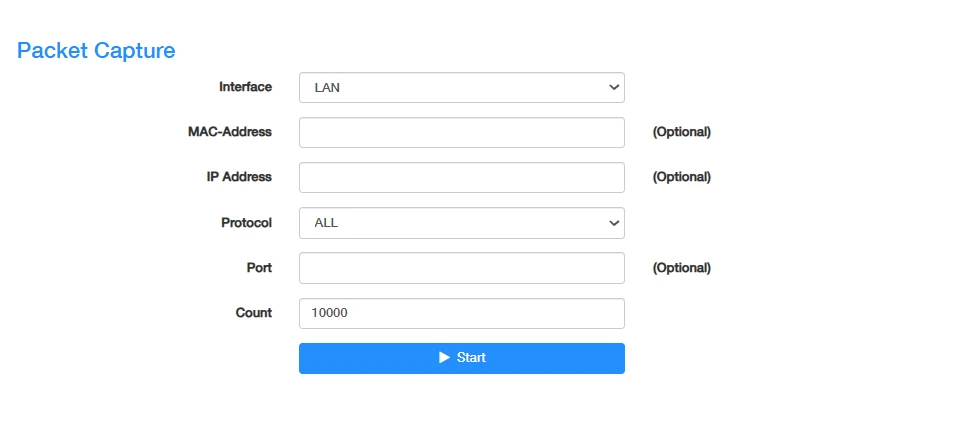 Packet Capture
Interface LAN
MAC-Address (Optional)
IP Address (Optional)
Protocol ALL
Port (Optional)
Count 10000
Start